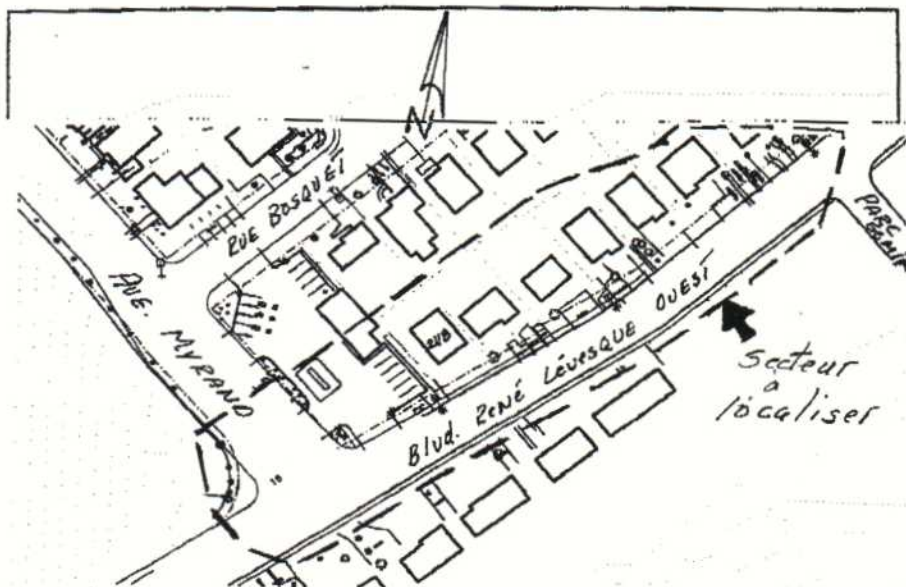 N
RUE BOSQUET
AVE.
MYRAND
Blvd. René Lévesque OUEST
PARC
Secteur
a
localiser